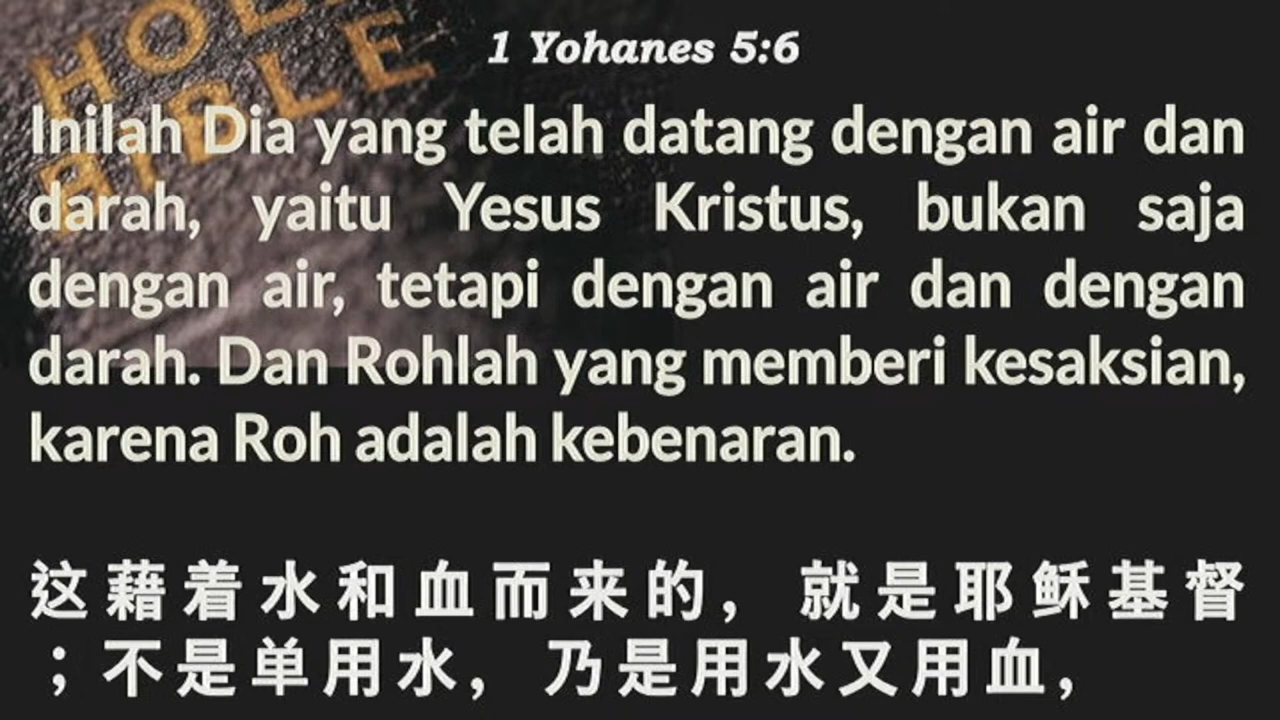 HOLY
BIBLE
1 Yohanes 5:6
Inilah Dia yang telah datang dengan air dan
darah, yaitu Yesus Kristus, bukan saja
dengan air, tetapi dengan air dan dengan
darah. Dan Rohlah yang memberi kesaksian,
karena Roh adalah kebenaran.
这藉着水和血而来的，就是耶稣基督
；不是单用水，乃是用水又用血，